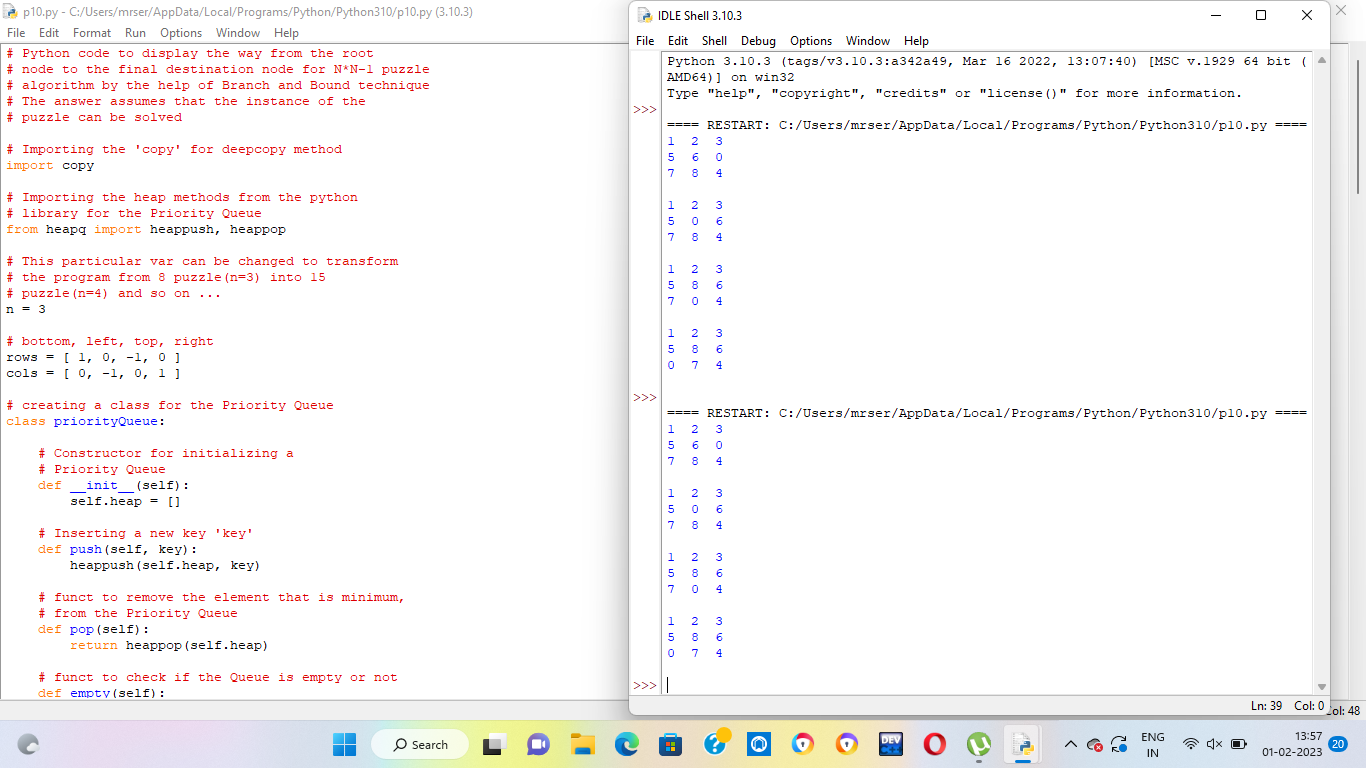 p10.py - C:/Users/mrser/AppData/Local/Programs/Python/Python310/p10.py (3.10.3)
File Edit Format Run Options Window Help
# Python code to display the way from the root
# node to the final destination node for N*N-1 puzzle
# algorithm by the help of Branch and Bound technique
# The answer assumes that the instance of the
# puzzle can be solved
# Importing the 'copy' for deepcopy method
import copy
# Importing the heap methods from the python
# library for the Priority Queue
from heapq import heappush, heappop
# This particular var can be changed to transform
# the program from 8 puzzle(n=3) into 15
# puzzle(n=4) and so on ...
n = 3
# bottom, left, top, right
rows = [ 1, 0, -1, 0 ]
cols = [ 0, -1, 0, 1 ]
# creating a class for the Priority Queue
class priorityQueue:
# Constructor for initializing a
# Priority Queue
def __init__(self):
self.heap = []
# Inserting a new key 'key'
def push(self, key):
heappush(self.heap, key)
# funct to remove the element that is minimum,
# from the Priority Queue
def pop(self):
return heappop(self.heap)
# funct to check if the Queue is empty or not
def empty(self):
IDLE Shell 3.10.3
File Edit Shell Debug Options Window Help
Python 3.10.3 (tags/v3.10.3:a342a49, Mar 16 2022, 13:07:40) [MSC v.1929 64 bit (
AMD64)] on win32
Type "help", "copyright", "credits" or "license()" for more information.
>>>
==== RESTART: C:/Users/mrser/AppData/Local/Programs/Python/Python310/p10.py ====
1 2 3
5 6 0
7 8 4
1 2 3
5 0 6
7 8 4
1 2 3
5 8 6
7 0 4
1 2 3
5 8 6
0 7 4
>>>
==== RESTART: C:/Users/mrser/AppData/Local/Programs/Python/Python310/p10.py ====
1 2 3
5 6 0
7 8 4
1 2 3
5 0 6
7 8 4
1 2 3
5 8 6
7 0 4
1 2 3
5 8 6
0 7 4
>>>
Ln: 39 Col: 0
Col: 48
Search
DEV
ENG
IN
13:57
01-02-2023
20